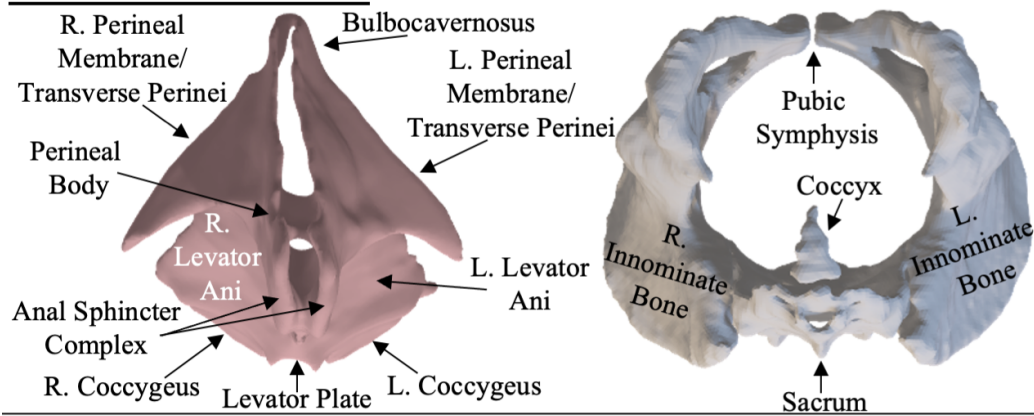 R. Perineal
Membrane/
Transverse Perinei
Bulbocavernosus
L. Perineal
Membrane/
Transverse Perinei
Perineal
Body
R.
Levator
Ani
L. Levator
Ani
Anal Sphincter
Complex
R. Coccygeus
Levator Plate
L. Coccygeus
Pubic
Symphysis
Coccyx
R.
Innominate
Bone
L.
Innominate
Bone
Sacrum